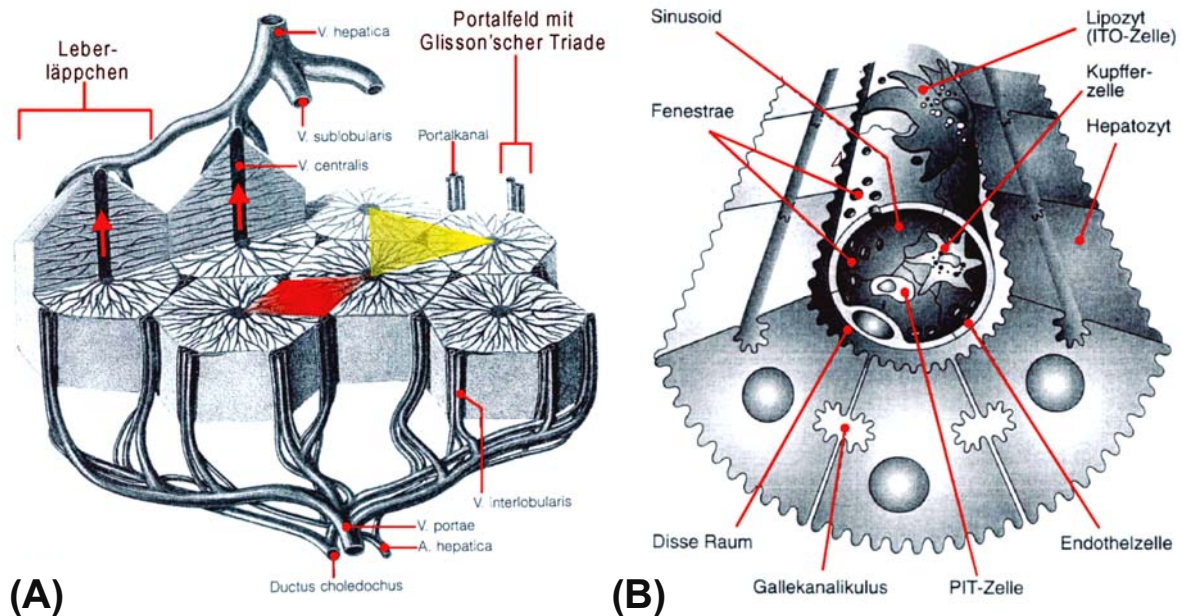 Leber-
läppchen
V. hepatica
Portalfeld mit
Glisson'scher Triade
V. sublobularis
Portalkanal
V. centralis
V. interlobularis
V. portae
A. hepatica
Ductus choledochus
(A)
Sinusoid
Fenestrae
Lipozyt
(ITO-Zelle)
Kupffer-
zelle
Hepatozyt
Disse Raum
Gallekanalikulus
PIT-Zelle
Endothelzelle
(B)